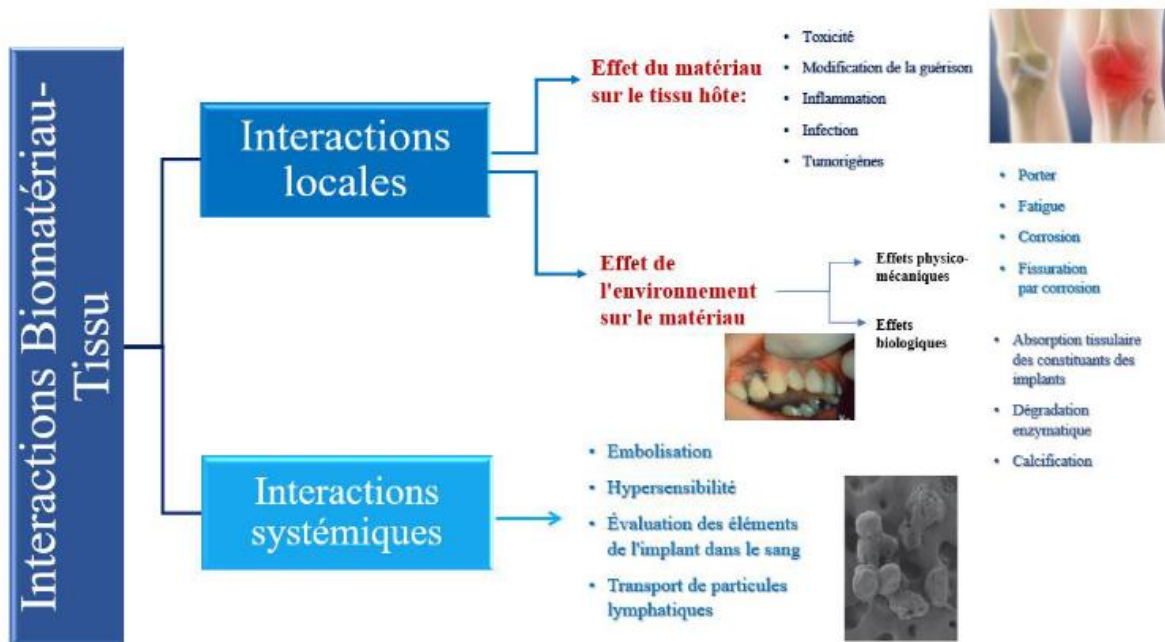 Interactions Biomatériau-
Tissu
Interactions
locales
Effet du matériau
sur le tissu hôte:
• Toxicité
• Modification de la guérison
• Inflammation
• Infection
• Tumorigènes
Effet de
l'environnement
sur le matériau
Effets physico-
mécaniques
• Porter
• Fatigue
• Corrosion
• Fissuration
par corrosion
Effets
biologiques
• Absorption tissulaire
des constituants des
implants
• Dégradation
enzymatique
• Calcification
Interactions
systémiques
• Embolisation
• Hypersensibilité
• Évaluation des éléments
de l'implant dans le sang
• Transport de particules
lymphatiques